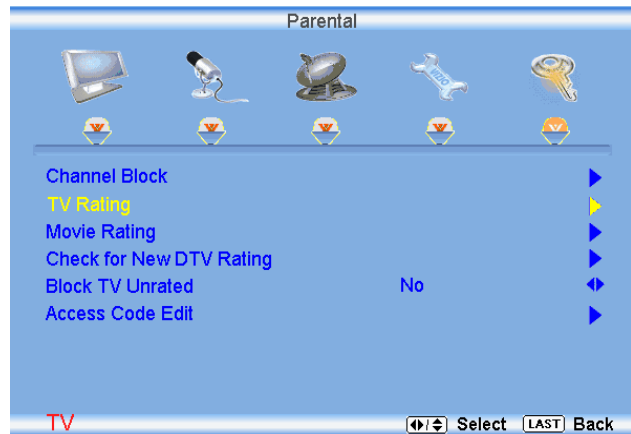 Parental
VIZIO
Channel Block
TV Rating
Movie Rating
Check for New DTV Rating
Block TV Unrated No
Access Code Edit
TV Select LAST Back